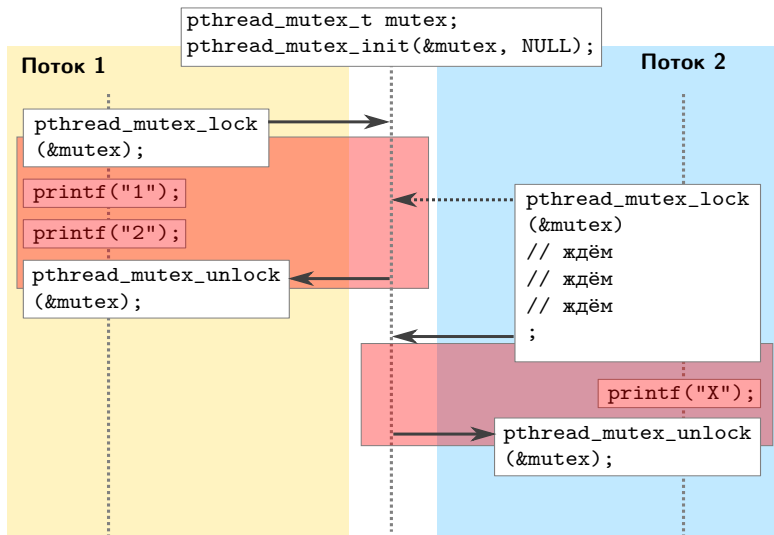 pthread_mutex_t mutex;
pthread_mutex_init(&mutex, NULL);
Поток 1
Поток 2
pthread_mutex_lock
(&mutex);
printf("1");
printf("2");
pthread_mutex_unlock
(&mutex);
pthread_mutex_lock
(&mutex)
// ждём
// ждём
// ждём
;
printf("X");
pthread_mutex_unlock
(&mutex);